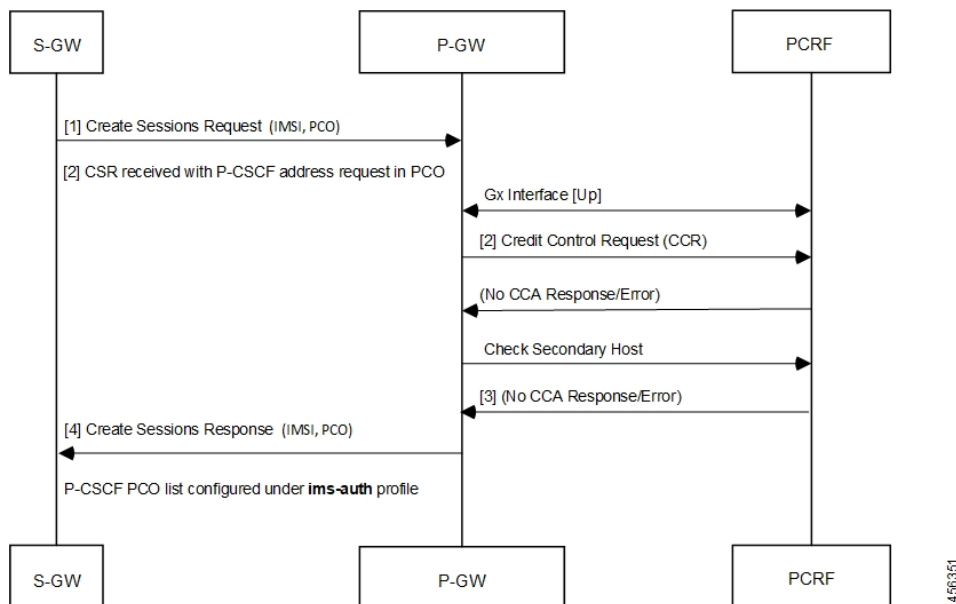 S-GW
P-GW
PCRF
[1] Create Sessions Request (IMSI, PCO)
[2] CSR received with P-CSCF address request in PCO
Gx Interface [Up]
[2] Credit Control Request (CCR)
(No CCA Response/Error)
Check Secondary Host
[3] (No CCA Response/Error)
[4] Create Sessions Response (IMSI, PCO)
P-CSCF PCO list configured under ims-auth profile
S-GW
P-GW
PCRF
456351